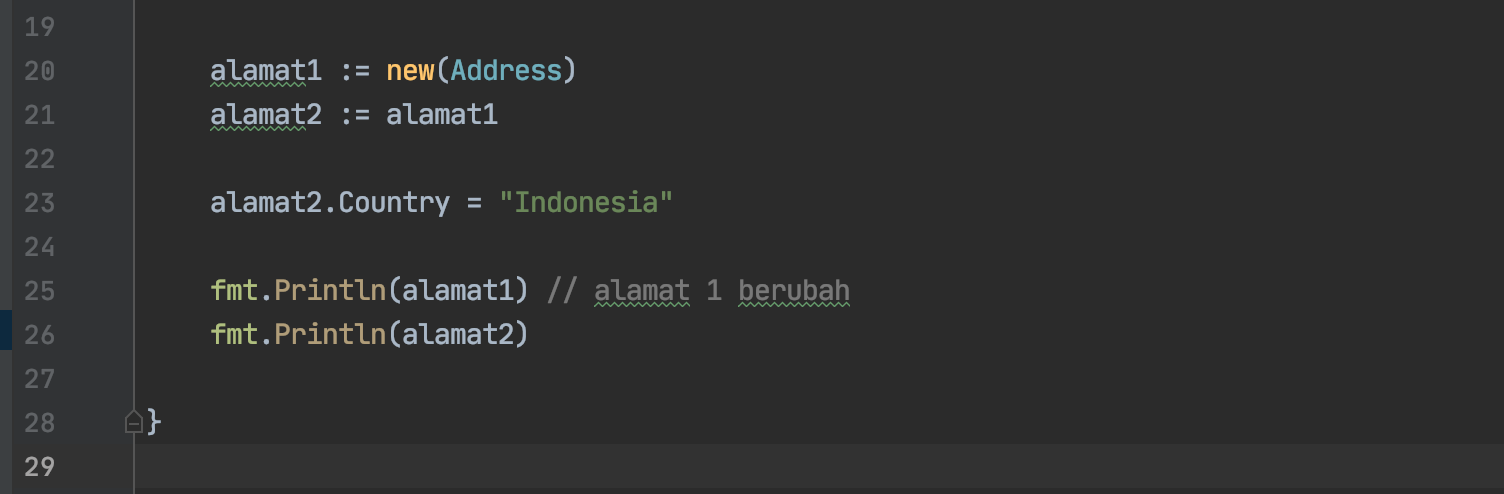 19
20 alamat1 := new(Address)
21 alamat2 := alamat1
22
23 alamat2.Country = "Indonesia"
24
25 fmt.Println(alamat1) // alamat 1 berubah
26 fmt.Println(alamat2)
27
28 }
29